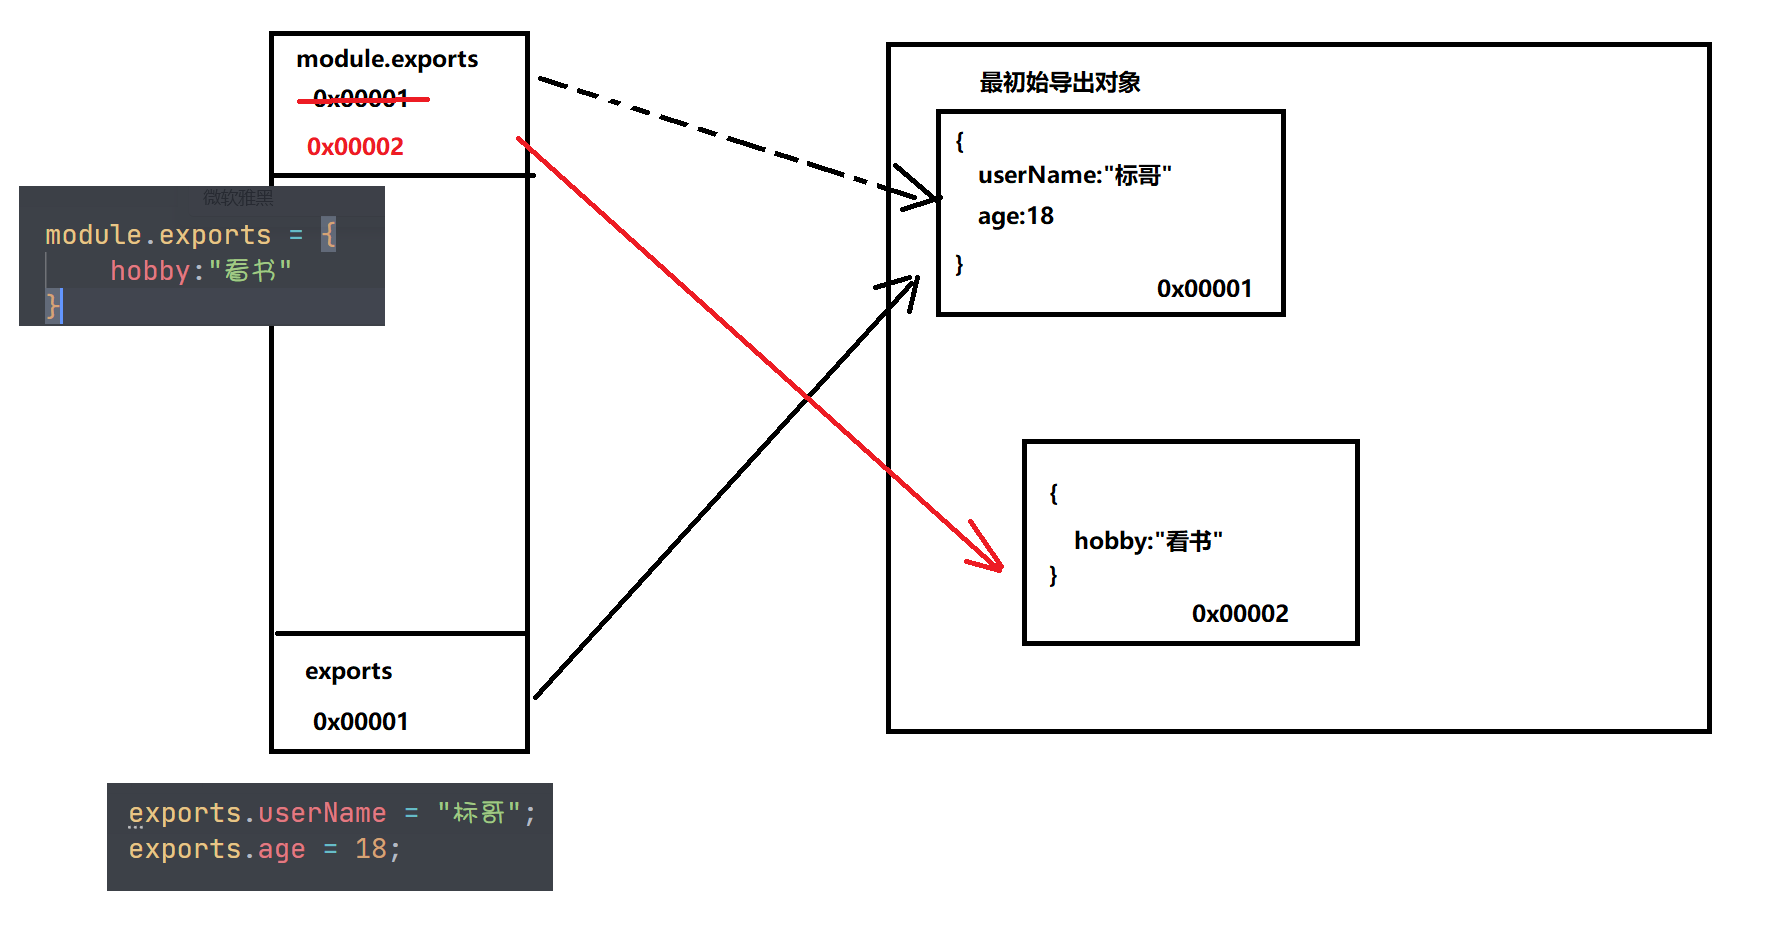 module.exports
0x00001
0x00002
微软雅黑
module.exports = {
hobby:"看书"
}
exports
0x00001
exports.userName = "标哥";
exports.age = 18;
最初始导出对象
{
userName:"标哥"
age:18
}
0x00001
{
hobby:"看书"
}
0x00002